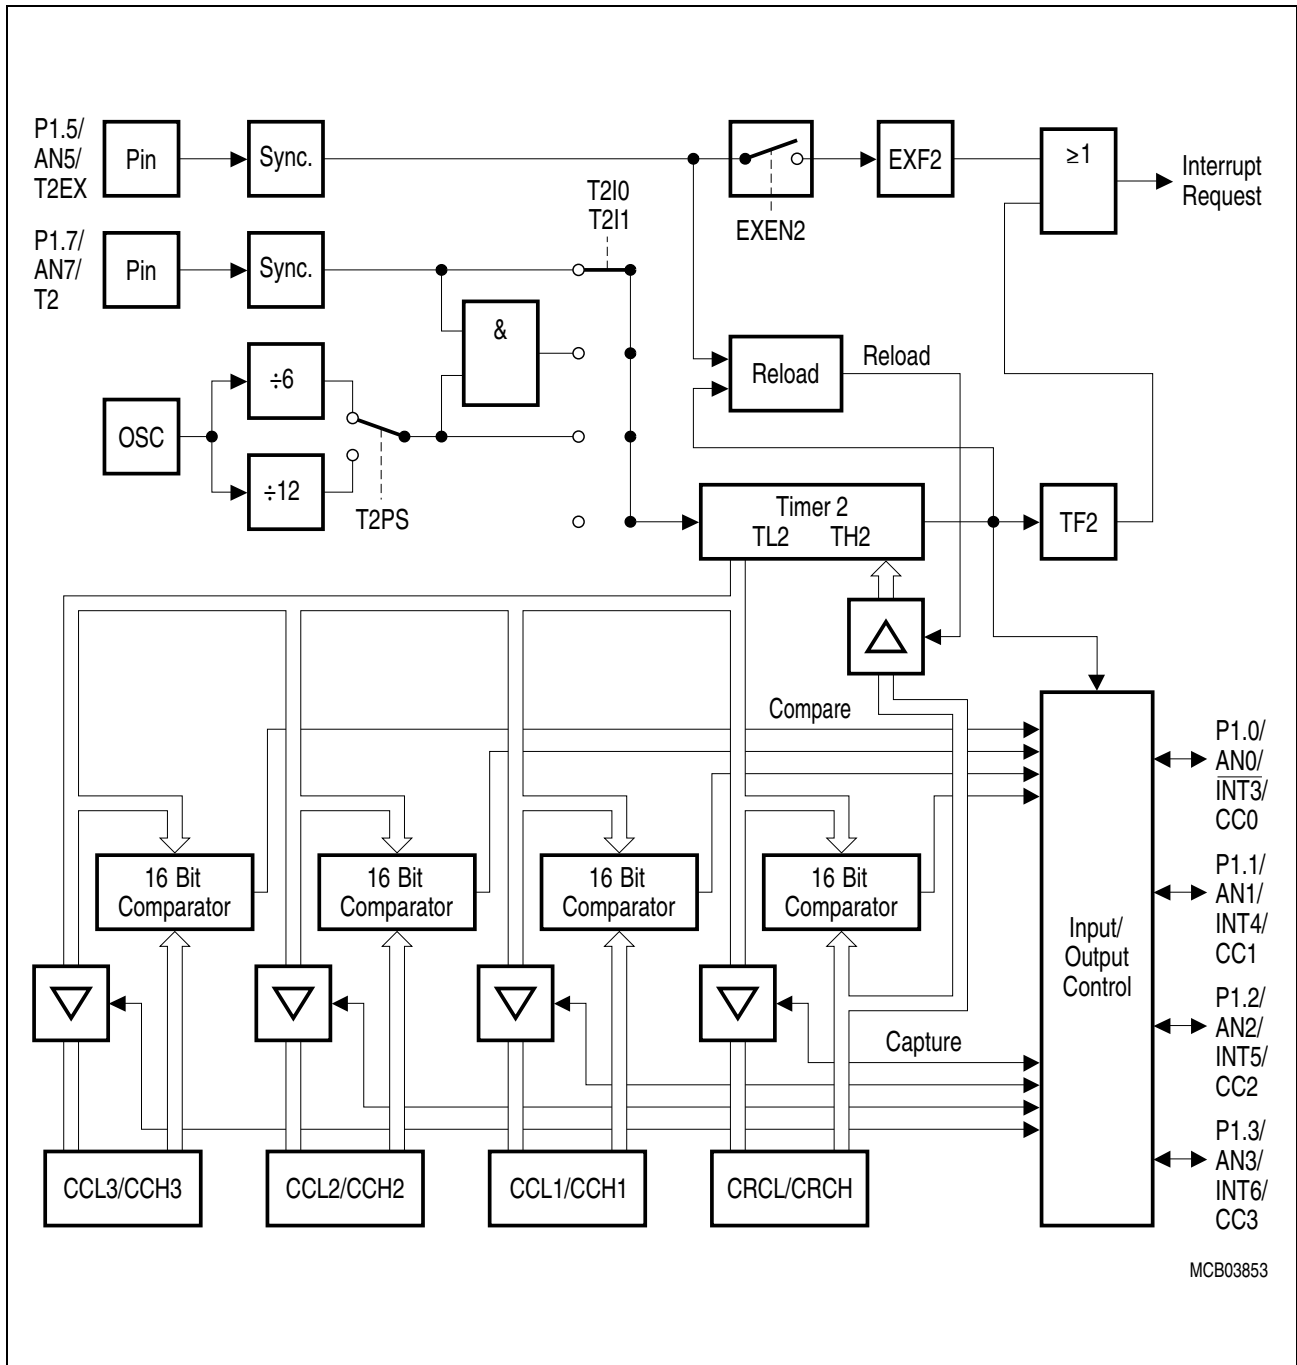 P1.5/
AN5/
T2EX
Pin
Sync.
EXEN2
EXF2
≥1
Interrupt
Request
T2I0
T2I1
P1.7/
AN7/
T2
Pin
Sync.
&
÷6
OSC
÷12
T2PS
Reload
Reload
Timer 2
TL2 TH2
TF2
Compare
16 Bit
Comparator
16 Bit
Comparator
16 Bit
Comparator
16 Bit
Comparator
Capture
Input/
Output
Control
P1.0/
AN0/
INT3/
CC0
P1.1/
AN1/
INT4/
CC1
P1.2/
AN2/
INT5/
CC2
P1.3/
AN3/
INT6/
CC3
CCL3/CCH3
CCL2/CCH2
CCL1/CCH1
CRCL/CRCH
MCB03853